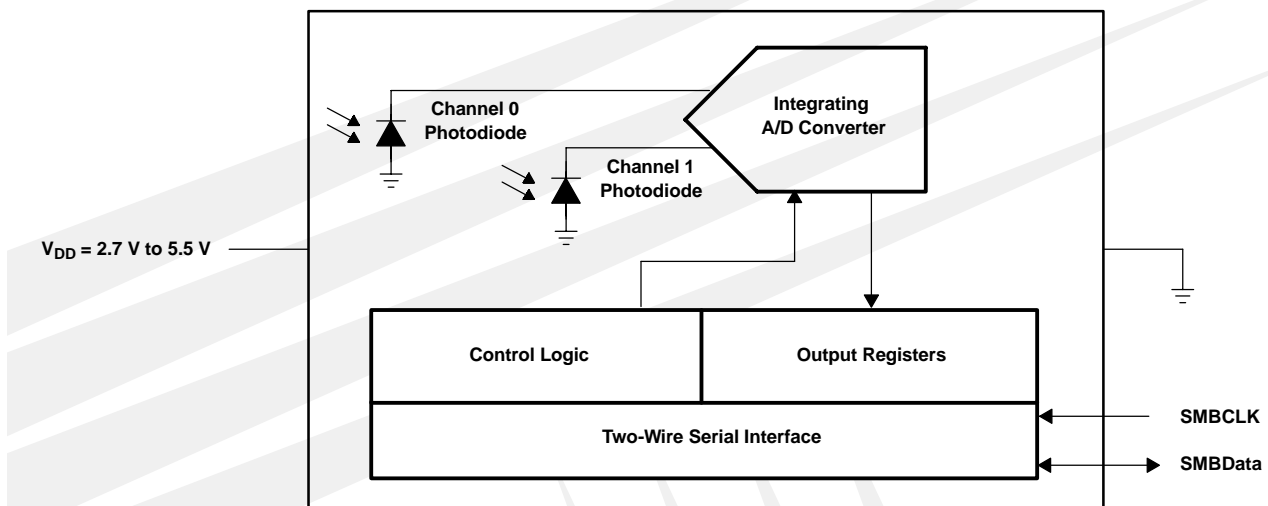 Channel 0
Photodiode
Integrating
A/D Converter
Channel 1
Photodiode
VDD = 2.7 V to 5.5 V
Control Logic
Output Registers
Two-Wire Serial Interface
SMBCLK
SMBData